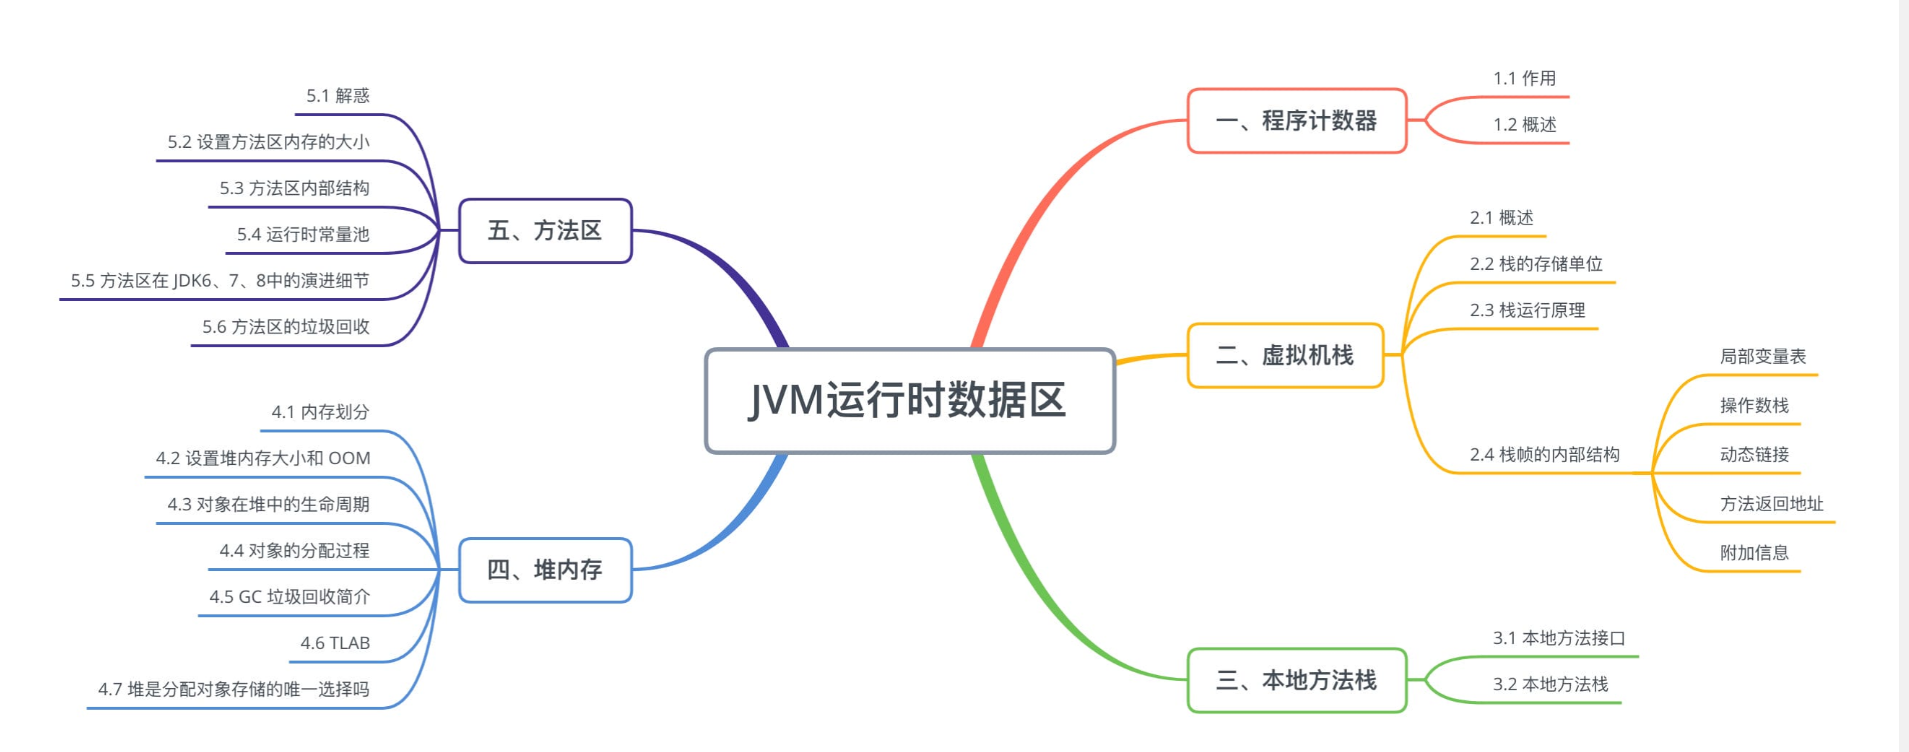 JVM运行时数据区
一、程序计数器
1.1 作用
1.2 概述
二、虚拟机栈
2.1 概述
2.2 栈的存储单位
2.3 栈运行原理
2.4 栈帧的内部结构
局部变量表
操作数栈
动态链接
方法返回地址
附加信息
三、本地方法栈
3.1 本地方法接口
3.2 本地方法栈
四、堆内存
4.1 内存划分
4.2 设置堆内存大小和 OOM
4.3 对象在堆中的生命周期
4.4 对象的分配过程
4.5 GC 垃圾回收简介
4.6 TLAB
4.7 堆是分配对象存储的唯一选择吗
五、方法区
5.1 解惑
5.2 设置方法区内存的大小
5.3 方法区内部结构
5.4 运行时常量池
5.5 方法区在 JDK6、7、8中的演进细节
5.6 方法区的垃圾回收